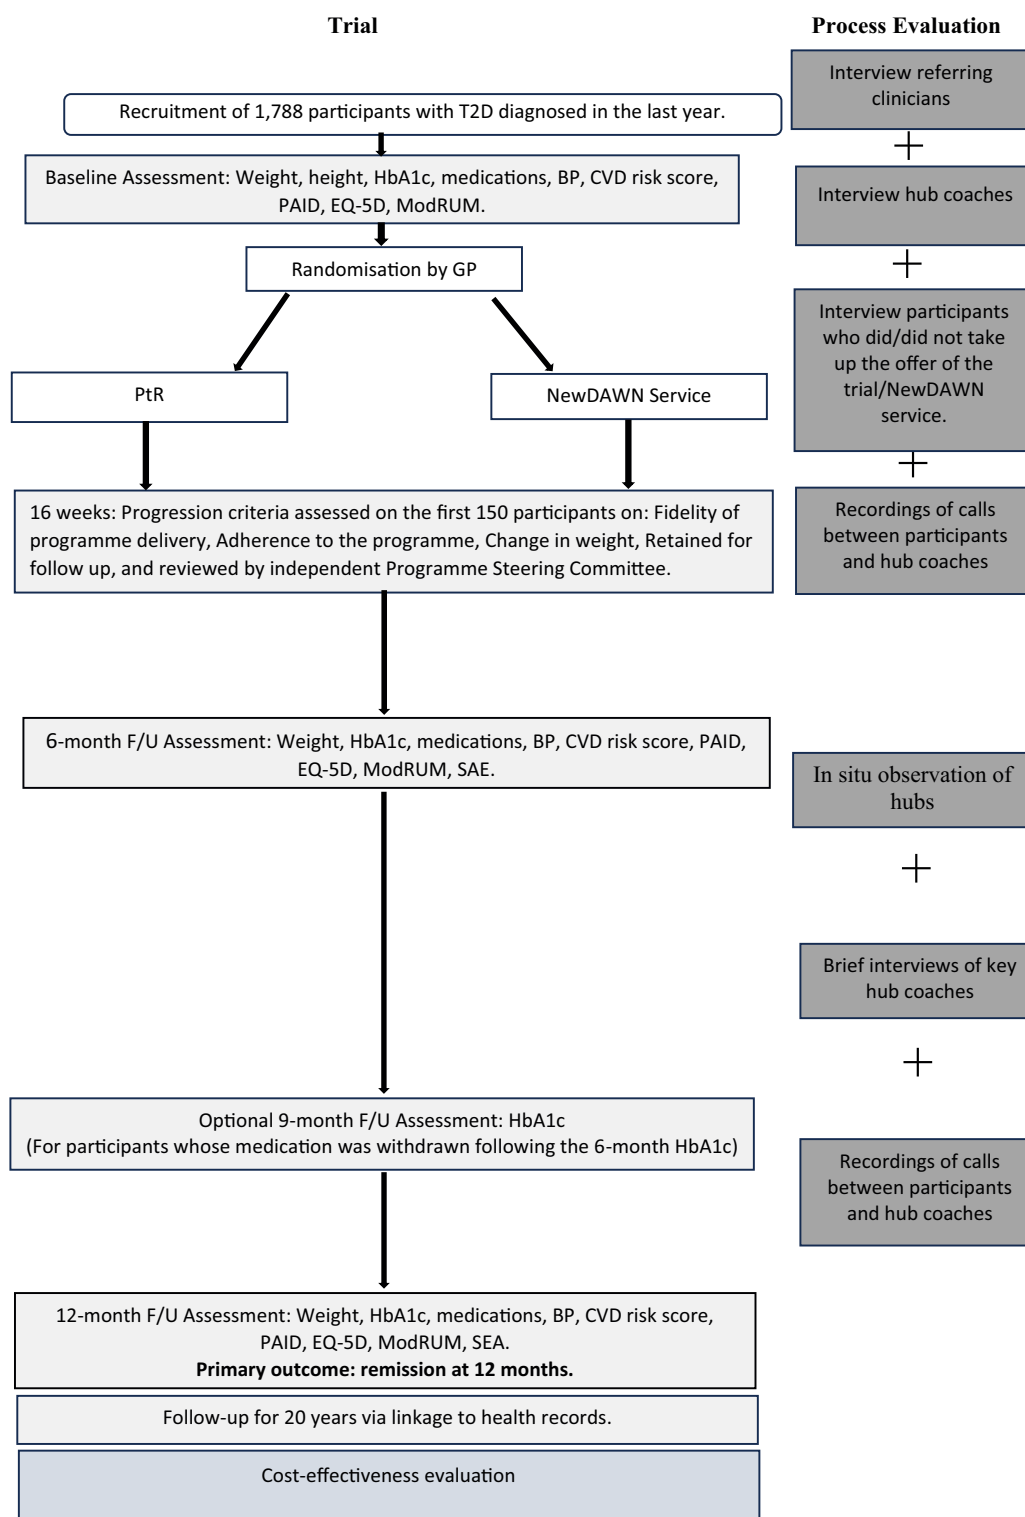 Trial
Recruitment of 1,788 participants with T2D diagnosed in the last year.
Baseline Assessment: Weight, height, HbA1c, medications, BP, CVD risk score,
PAID, EQ-5D, ModRUM.
Randomisation by GP
PtR
NewDAWN Service
16 weeks: Progression criteria assessed on the first 150 participants on: Fidelity of
programme delivery, Adherence to the programme, Change in weight, Retained for
follow up, and reviewed by independent Programme Steering Committee.
6-month F/U Assessment: Weight, HbA1c, medications, BP, CVD risk score, PAID,
EQ-5D, ModRUM, SAE.
Optional 9-month F/U Assessment: HbA1c
(For participants whose medication was withdrawn following the 6-month HbA1c)
12-month F/U Assessment: Weight, HbA1c, medications, BP, CVD risk score,
PAID, EQ-5D, ModRUM, SEA.
Primary outcome: remission at 12 months.
Follow-up for 20 years via linkage to health records.
Cost-effectiveness evaluation
Process Evaluation
Interview referring
clinicians
+
Interview hub coaches
+
Interview participants
who did/did not take
up the offer of the
trial/NewDAWN
service.
+
Recordings of calls
between participants
and hub coaches
In situ observation of
hubs
+
Brief interviews of key
hub coaches
+
Recordings of calls
between participants
and hub coaches